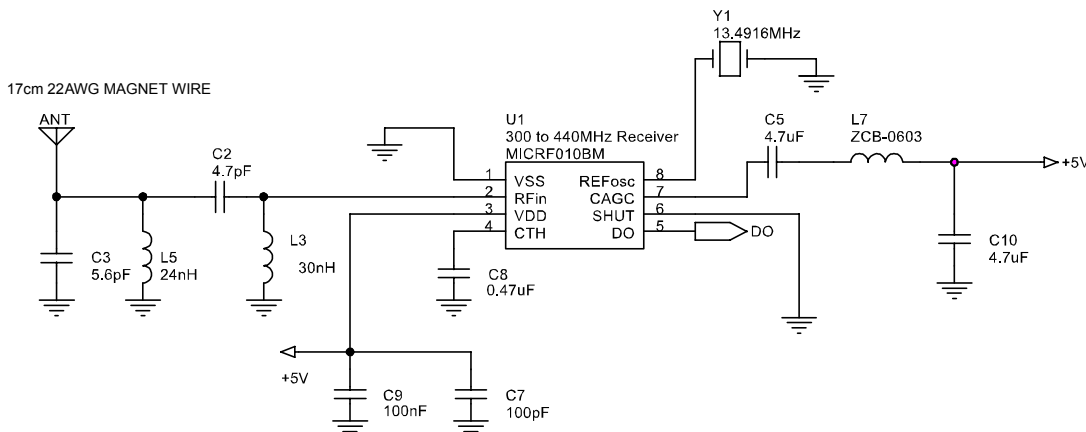 Y1
13.4916MHz
17cm 22AWG MAGNET WIRE
ANT
U1
300 to 440MHz Receiver
MICRF010BM
C5
4.7uF
L7
ZCB-0603
C2
4.7pF
1 VSS REFosc 8
2 RFin CAGC 7
3 VDD SHUT 6
4 CTH DO 5
DO
+5V
C3
5.6pF
L5
24nH
L3
30nH
C8
0.47uF
C10
4.7uF
+5V
C9
100nF
C7
100pF